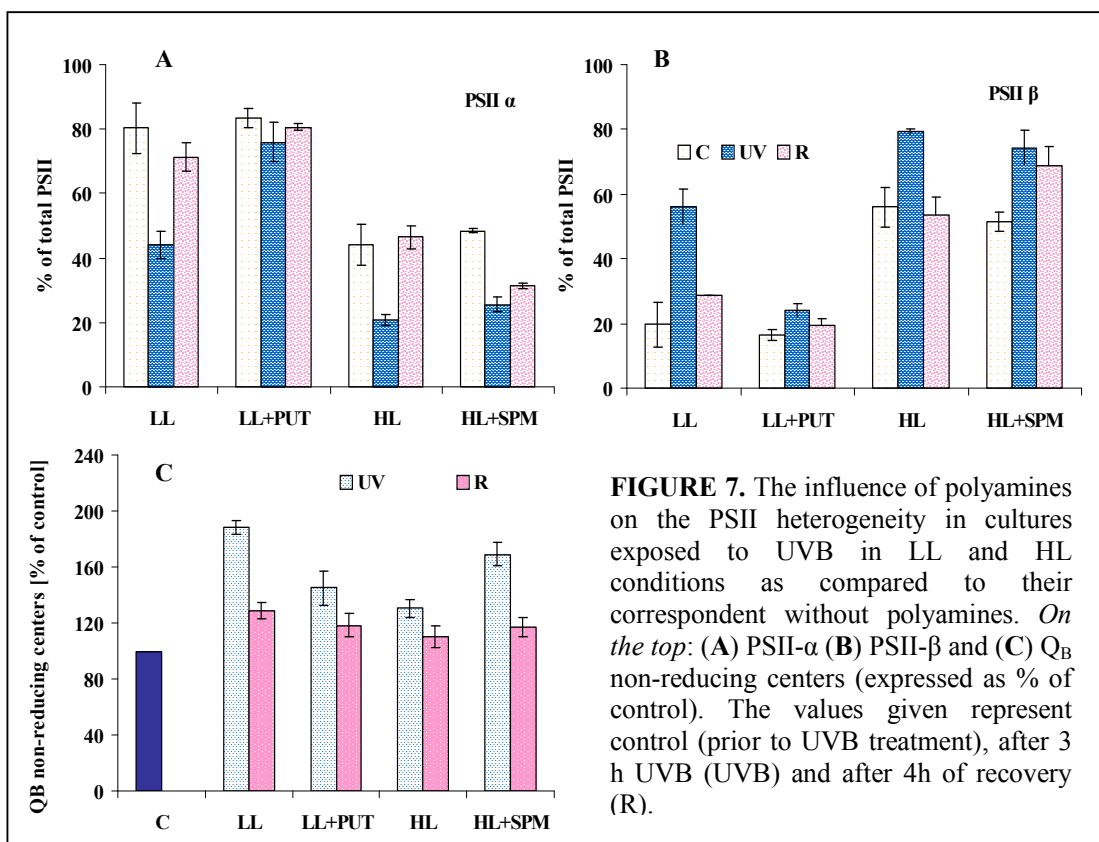 A
PSII α
% of total PSII
100
80
60
40
20
0
LL
LL+PUT
HL
HL+SPM
B
PSII β
C
UV
R
% of total PSII
100
80
60
40
20
0
LL
LL+PUT
HL
HL+SPM
C
UV
R
QB non-reducing centers [% of control]
240
200
160
120
80
40
0
C
LL
LL+PUT
HL
HL+SPM
FIGURE 7. The influence of polyamines
on the PSII heterogeneity in cultures
exposed to UVB in LL and HL
conditions as compared to their
correspondent without polyamines. On
the top: (A) PSII-α (B) PSII-β and (C) QB
non-reducing centers (expressed as % of
control). The values given represent
control (prior to UVB treatment), after 3
h UVB (UVB) and after 4h of recovery
(R).